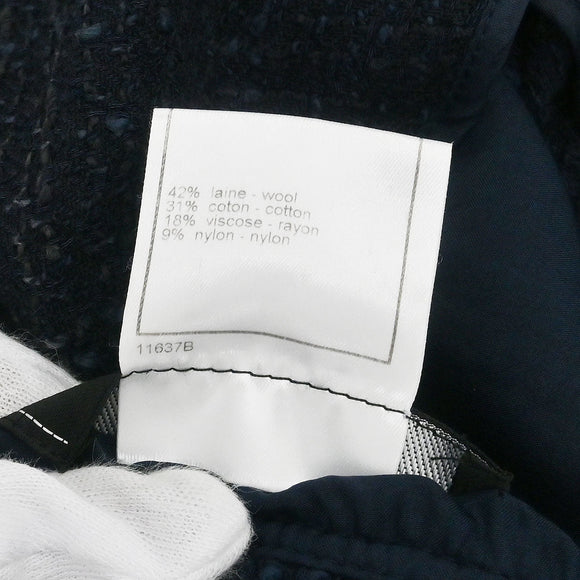 42% laine - wool
31% coton - cotton
18% viscose - rayon
9% nylon - nylon
11637B